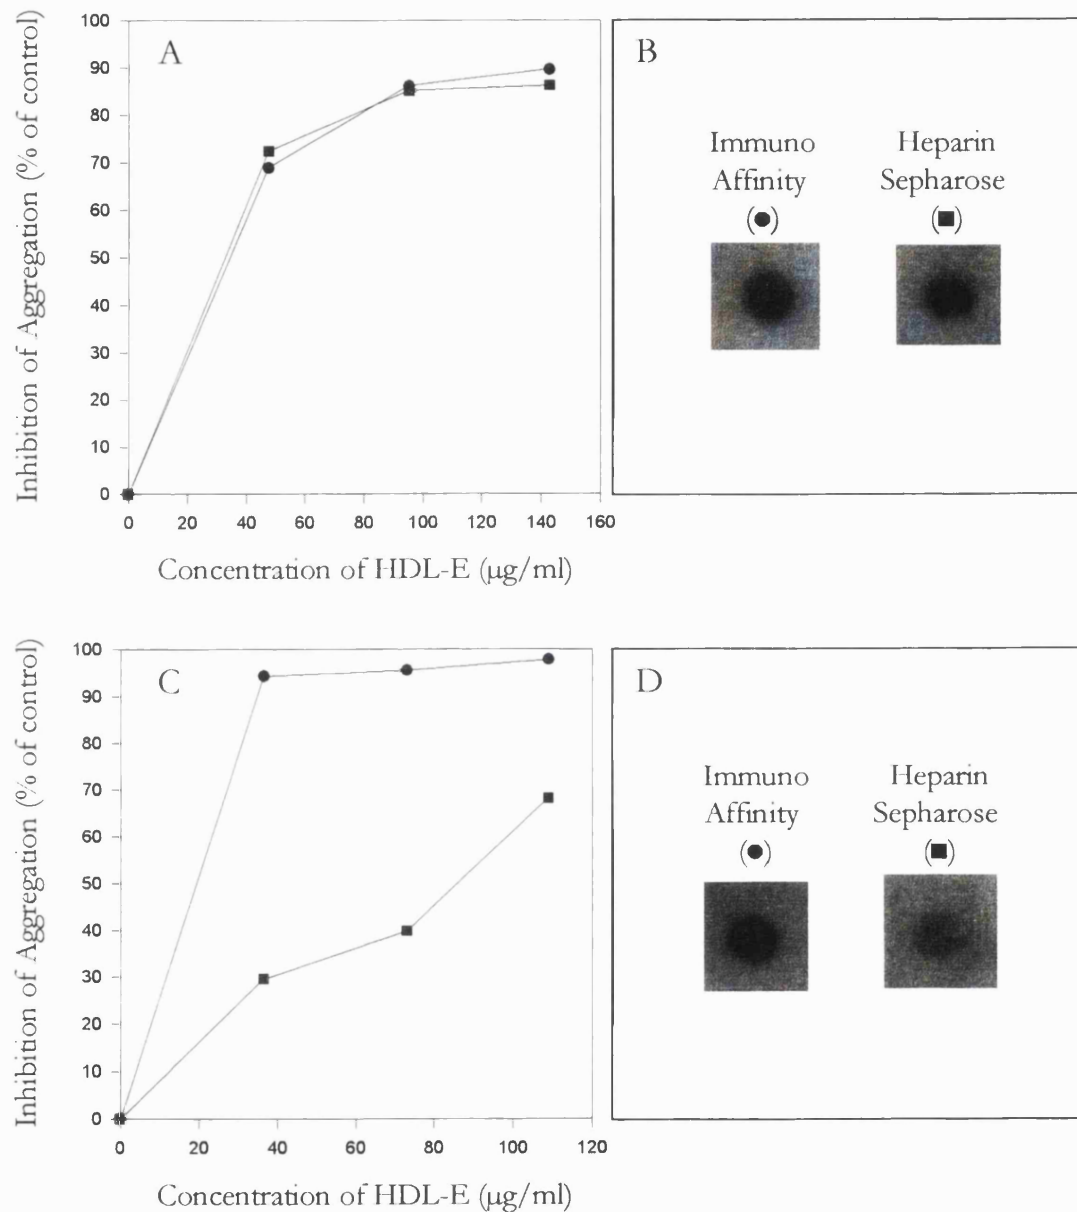 Inhibition of Aggregation (% of control)
A
100
90
80
70
60
50
40
30
20
10
0
0 20 40 60 80 100 120 140 160
Concentration of HDL-E (µg/ml)
B
Immuno Heparin
Affinity Sepharose
(●) (■)
Inhibition of Aggregation (% of control)
C
100
90
80
70
60
50
40
30
20
10
0
0 20 40 60 80 100 120
Concentration of HDL-E (µg/ml)
D
Immuno Heparin
Affinity Sepharose
(●) (■)